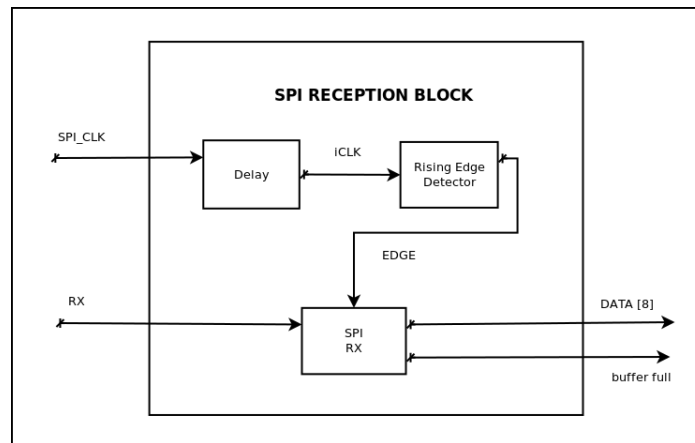 SPI RECEPTION BLOCK
SPI_CLK
iCLK
Delay
Rising Edge
Detector
EDGE
RX
SPI
RX
DATA [8]
buffer full